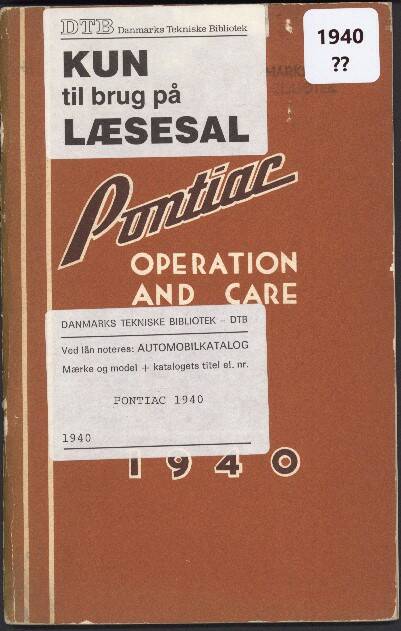 DTB Danmarks Tekniske Bibliotek
KUN
til brug på
LÆSESAL
1940
??
Pontiac
OPERATION
AND CARE
DANMARKS TEKNISKE BIBLIOTEK - DTB
Ved lån noteres: AUTOMOBILKATALOG
Mærke og model + katalogets titel el. nr.
PONTIAC 1940
1940
1940